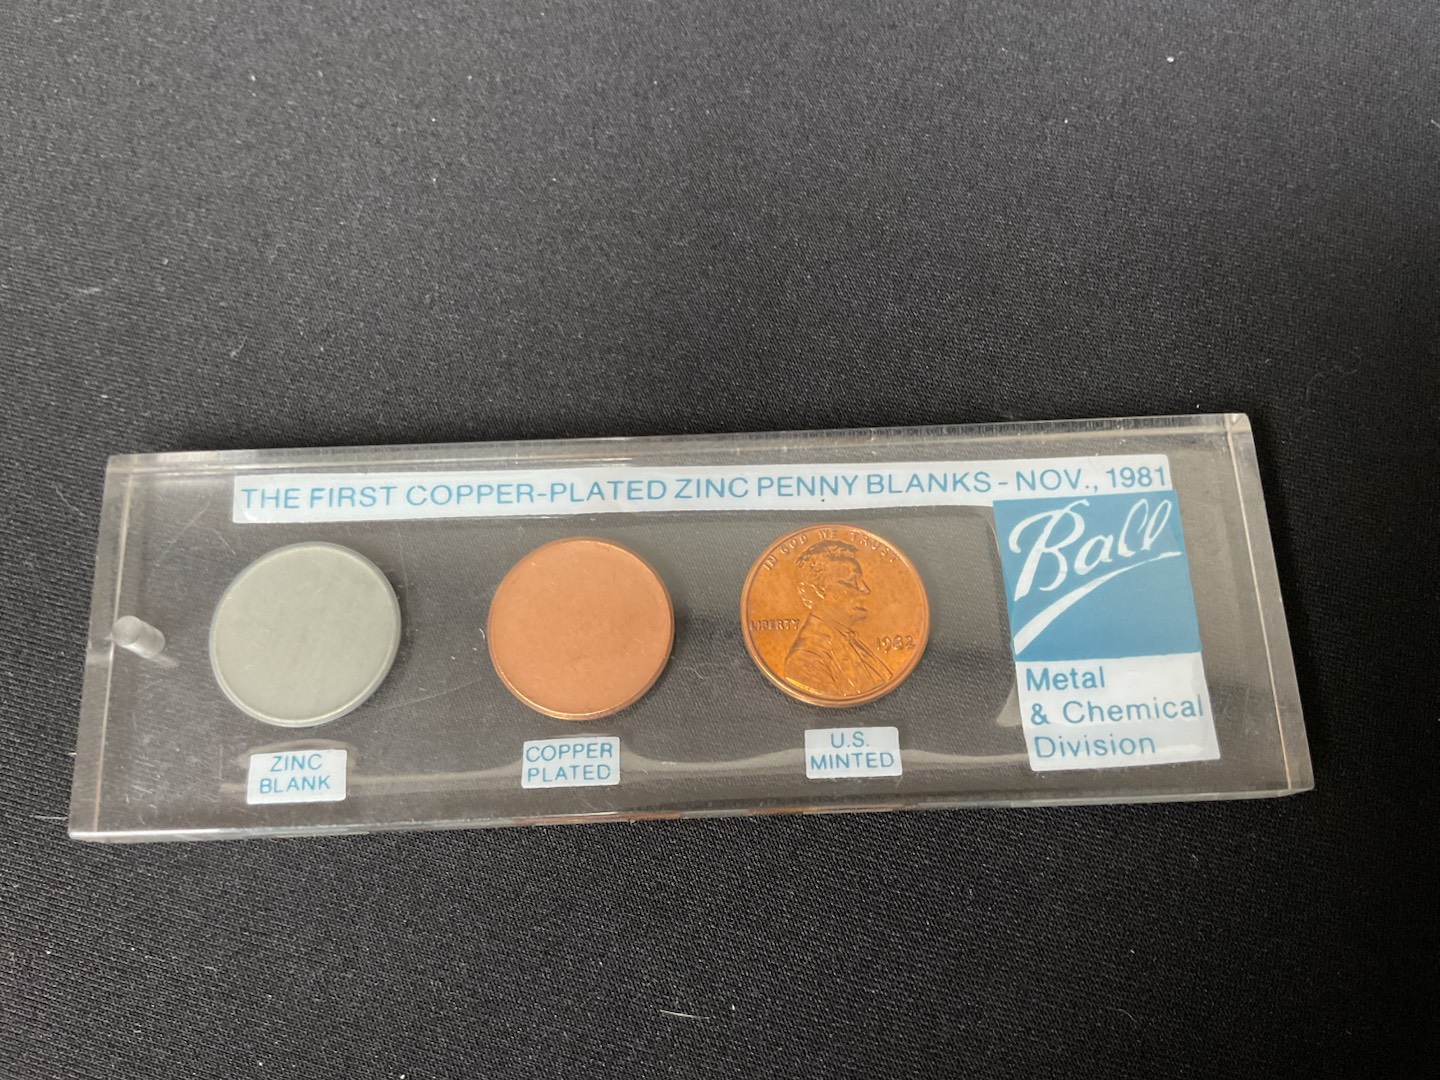 THE FIRST COPPER-PLATED ZINC PENNY BLANKS - NOV., 1981
IN GOD WE TRUST
LIBERTY
1982
Ball
Metal
& Chemical
Division
ZINC
BLANK
COPPER
PLATED
U.S.
MINTED